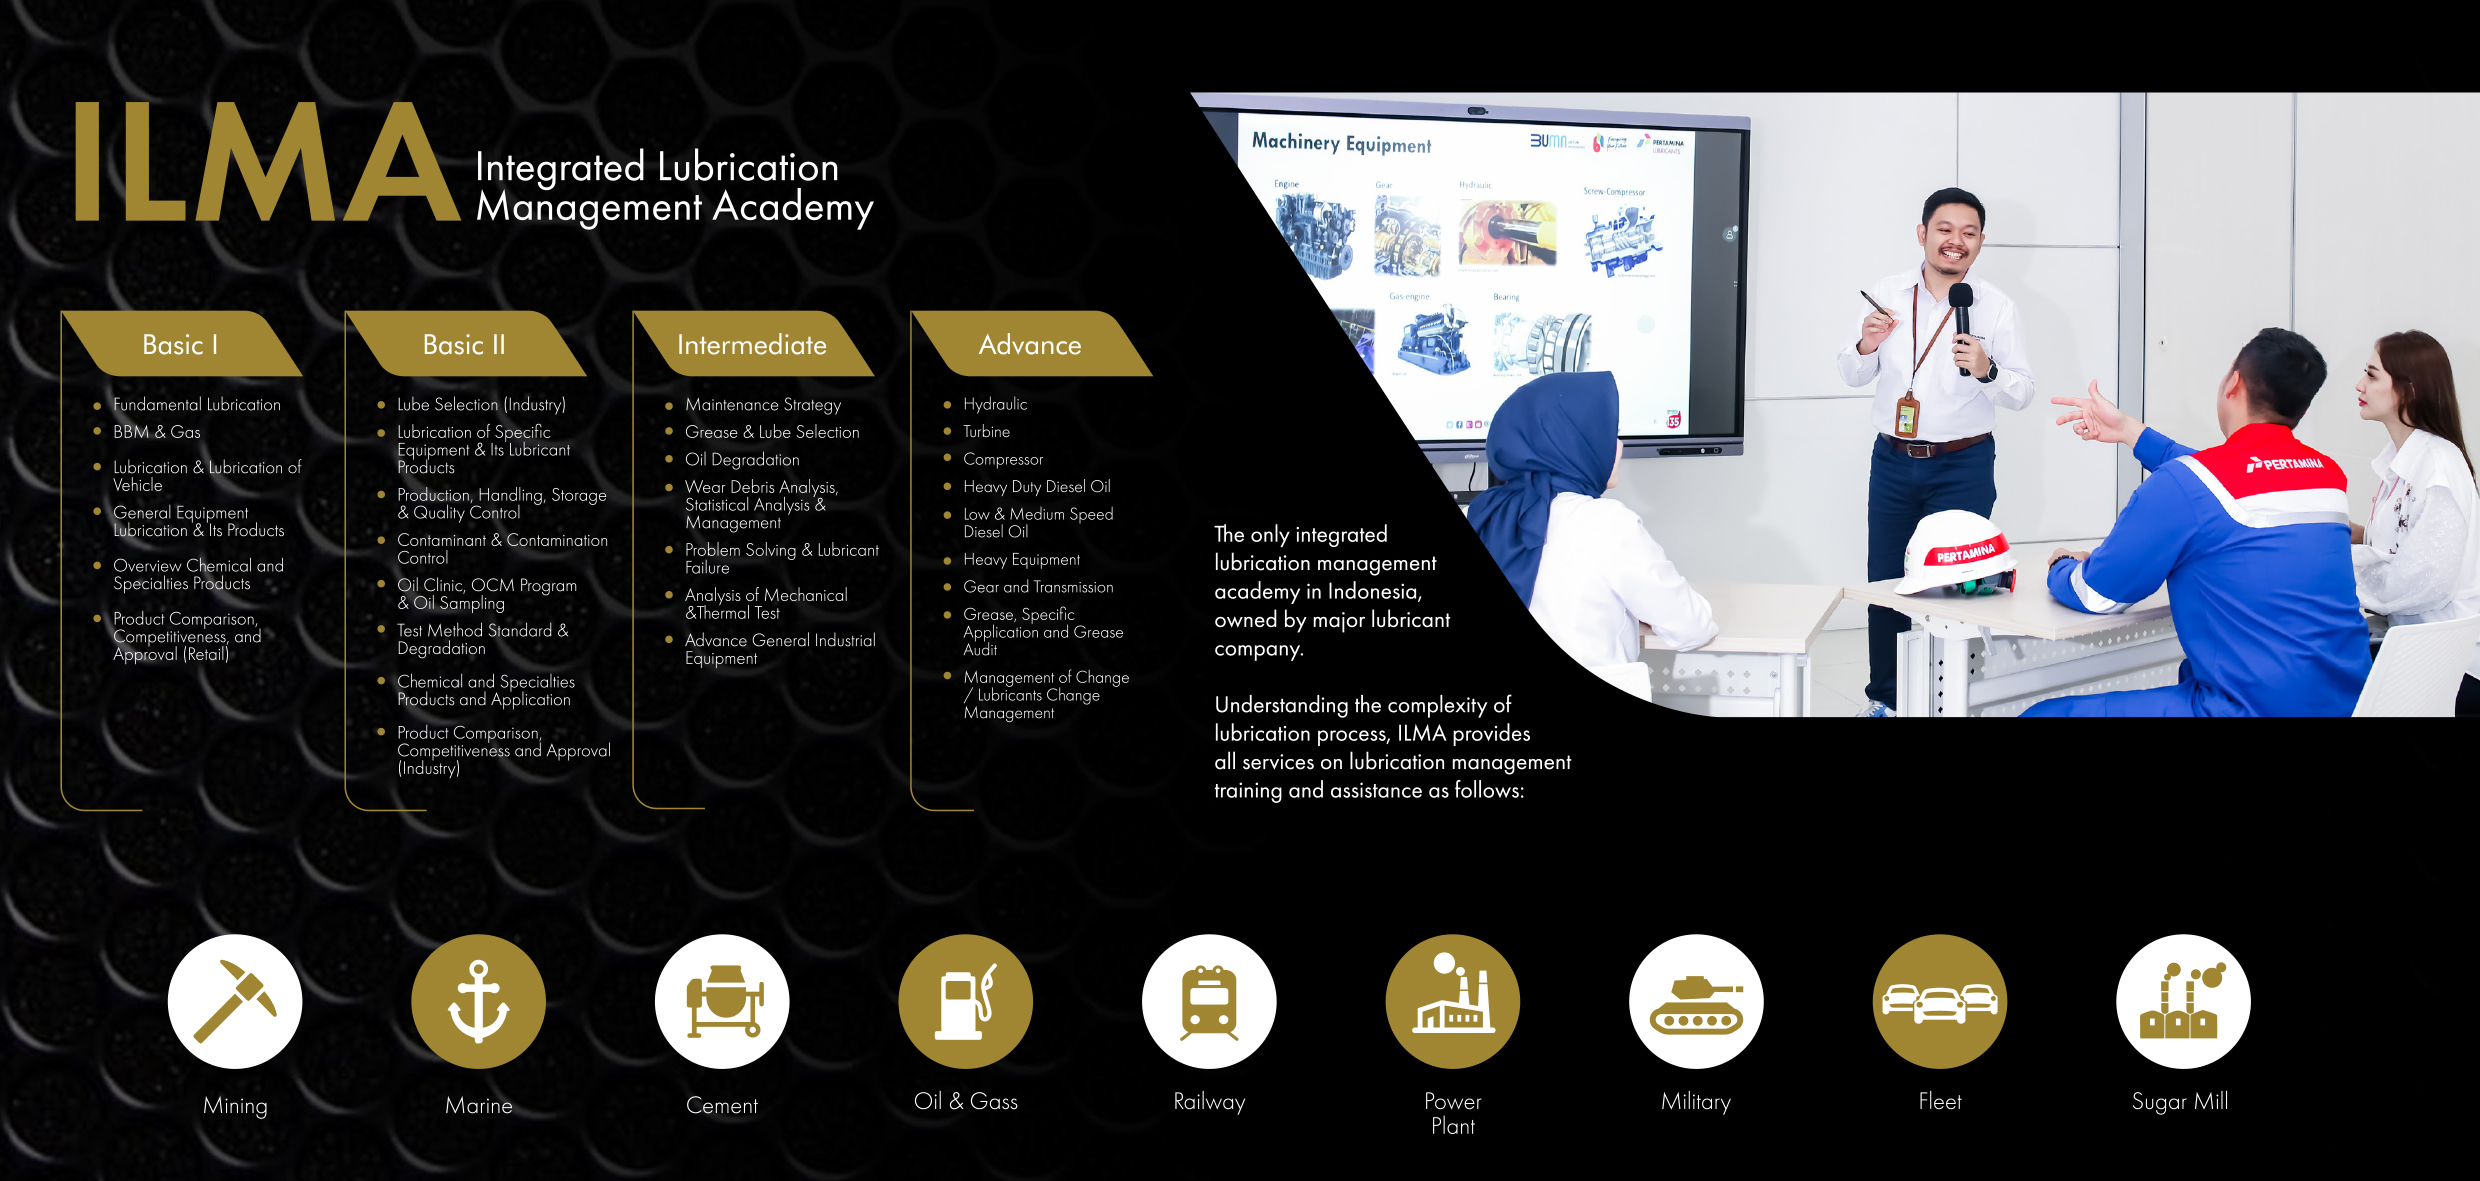 ILMA
Integrated Lubrication
Management Academy
Basic I
Fundamental Lubrication
BBM & Gas
Lubrication & Lubrication of
Vehicle
General Equipment
Lubrication & Its Products
Overview Chemical and
Specialties Products
Product Comparison,
Competitiveness, and
Approval (Retail)
Basic II
Lube Selection (Industry)
Lubrication of Specific
Equipment & Its Lubricant
Products
Production, Handling, Storage
& Quality Control
Contaminant & Contamination
Control
Oil Clinic, OCM Program
& Oil Sampling
Test Method Standard &
Degradation
Chemical and Specialties
Products and Application
Product Comparison,
Competitiveness and Approval
(Industry)
Intermediate
Maintenance Strategy
Grease & Lube Selection
Oil Degradation
Wear Debris Analysis,
Statistical Analysis &
Management
Problem Solving & Lubricant
Failure
Analysis of Mechanical
&Thermal Test
Advance General Industrial
Equipment
Advance
Hydraulic
Turbine
Compressor
Heavy Duty Diesel Oil
Low & Medium Speed
Diesel Oil
Heavy Equipment
Gear and Transmission
Grease, Specific
Application and Grease
Audit
Management of Change
/ Lubricants Change
Management
Machinery Equipment
BUMN
PERTAMINA
LUBRICANTS
Engine
Gear
Hydraulic
Screw-Compressor
Gas-engine
Bearing
135
PERTAMINA
PERTAMINA
The only integrated
lubrication management
academy in Indonesia,
owned by major lubricant
company.
Understanding the complexity of
lubrication process, ILMA provides
all services on lubrication management
training and assistance as follows:
Mining
Marine
Cement
Oil & Gass
Railway
Power
Plant
Military
Fleet
Sugar Mill